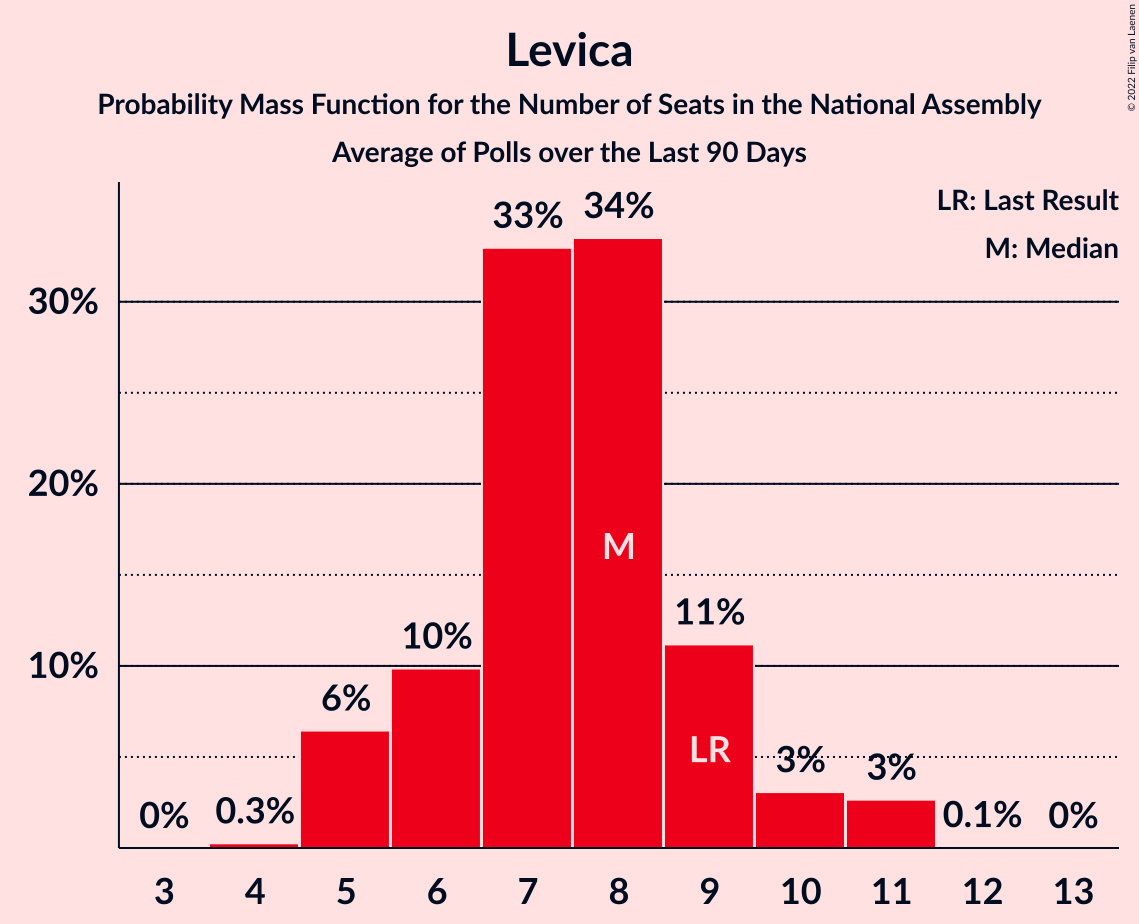 Levica
Probability Mass Function for the Number of Seats in the National Assembly
Average of Polls over the Last 90 Days
© 2022 Filip van Laenen
LR: Last Result
M: Median
30%
20%
10%
0%
0.3%
6%
10%
33%
34%
11%
3%
3%
0.1%
0%
M
LR
3 4 5 6 7 8 9 10 11 12 13